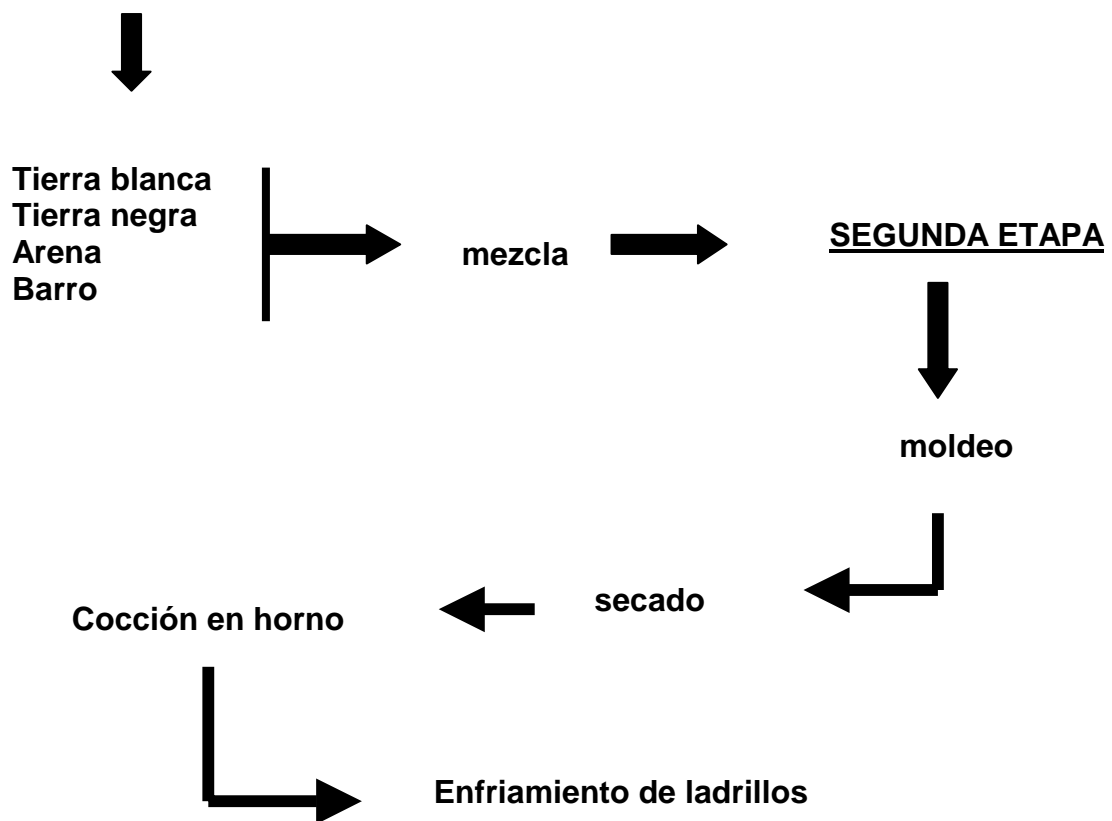 Tierra blanca
Tierra negra
Arena
Barro
mezcla
SEGUNDA ETAPA
moldeo
secado
Cocción en horno
Enfriamiento de ladrillos